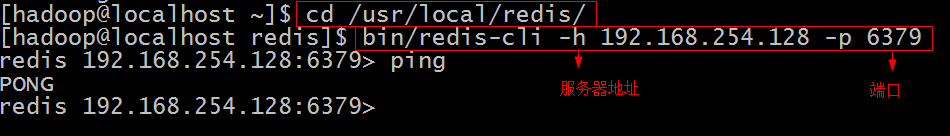 [hadoop@localhost ~]$ cd /usr/local/redis/
[hadoop@localhost redis]$ bin/redis-cli -h 192.168.254.128 -p 6379
redis 192.168.254.128:6379> ping
PONG
服务器地址 端口
redis 192.168.254.128:6379>